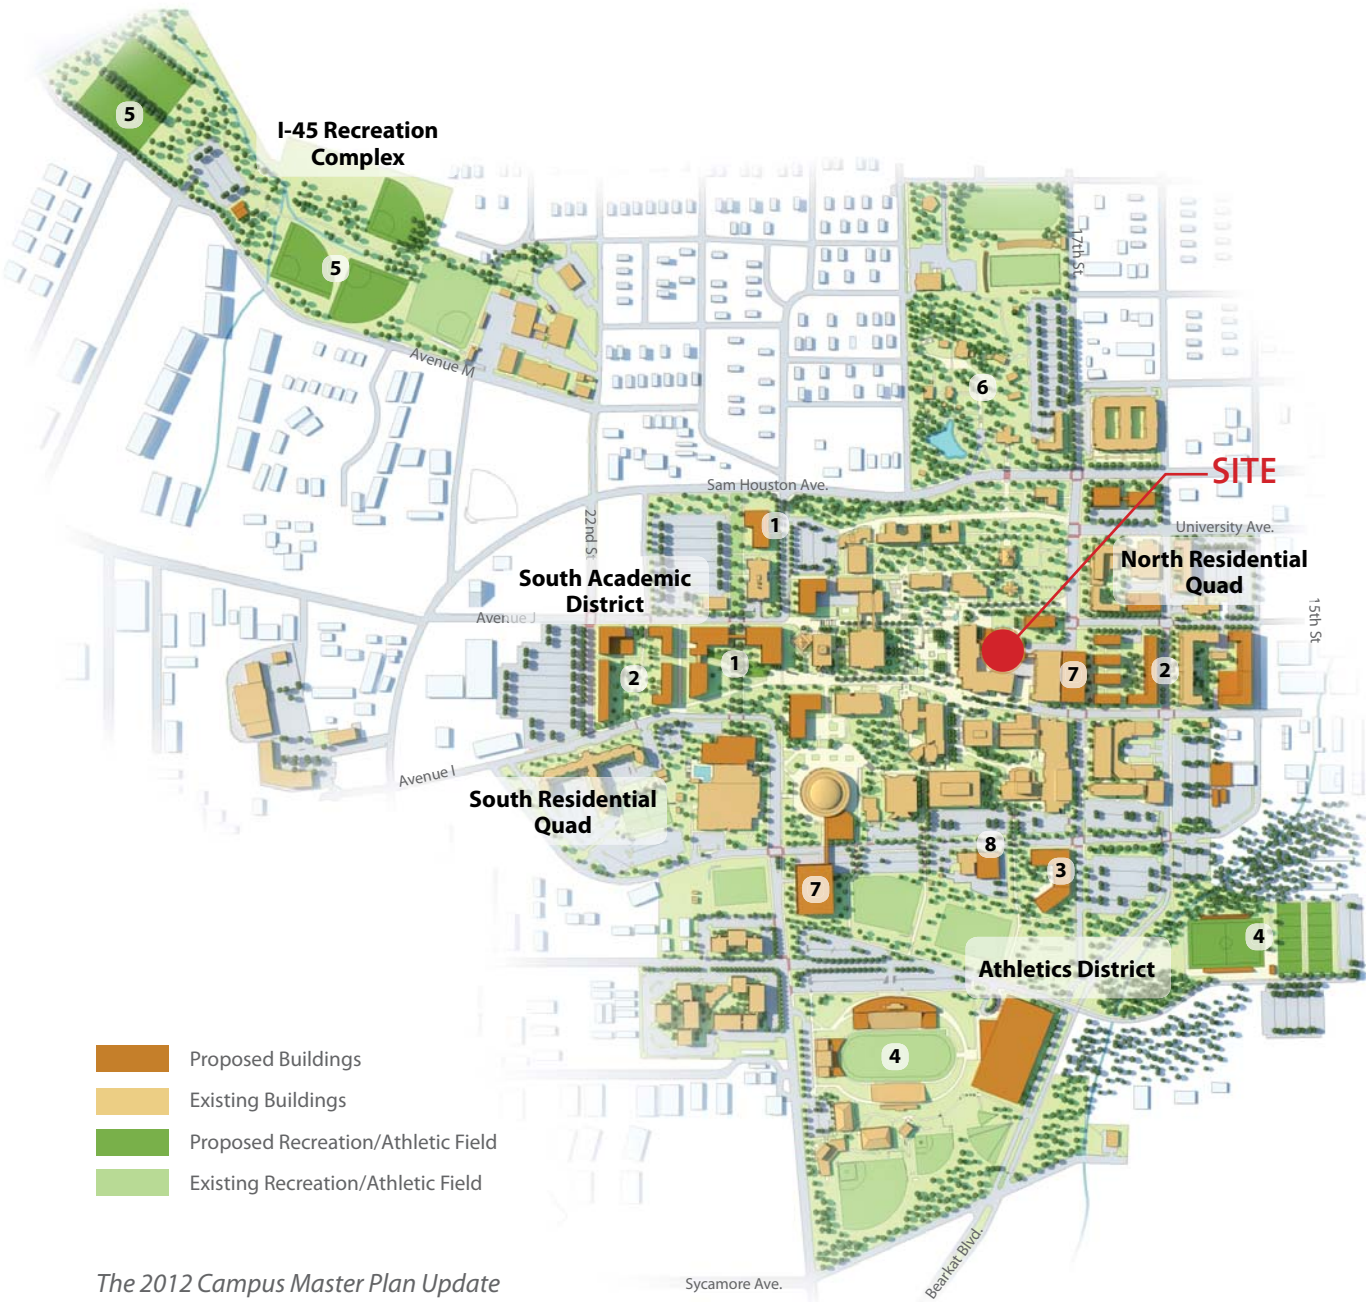 5
I-45 Recreation
Complex
17th St.
5
Avenue M
6
SITE
Sam Houston Ave.
22nd St
1
University Ave.
North Residential
Quad
South Academic
District
15th St
Avenue J
1
2
7
2
Avenue I
South Residential
Quad
8
3
7
4
Athletics District
4
Proposed Buildings
Existing Buildings
Proposed Recreation/Athletic Field
Existing Recreation/Athletic Field
Bearkat Blvd.
The 2012 Campus Master Plan Update
Sycamore Ave.